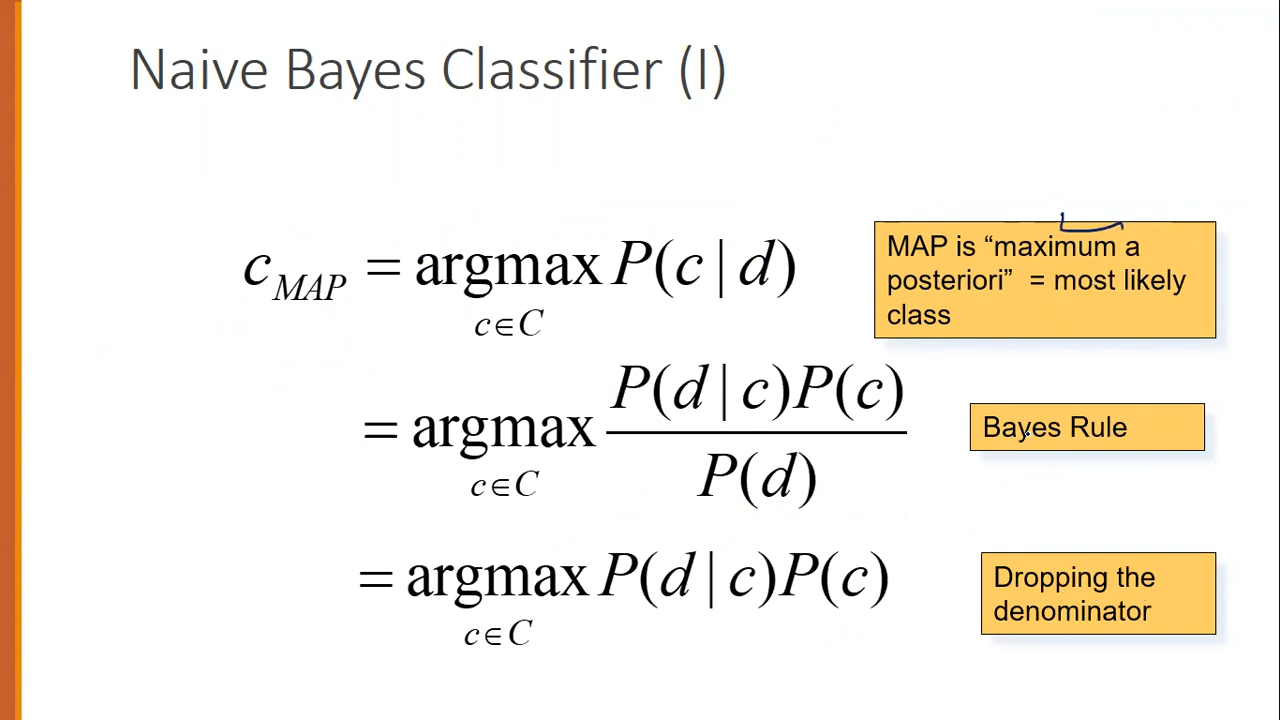 Naive Bayes Classifier (I)
c_MAP = argmax P(c | d)
c∈C
MAP is “maximum a
posteriori” = most likely
class
= argmax P(d | c)P(c) / P(d)
c∈C
Bayes Rule
= argmax P(d | c)P(c)
c∈C
Dropping the
denominator